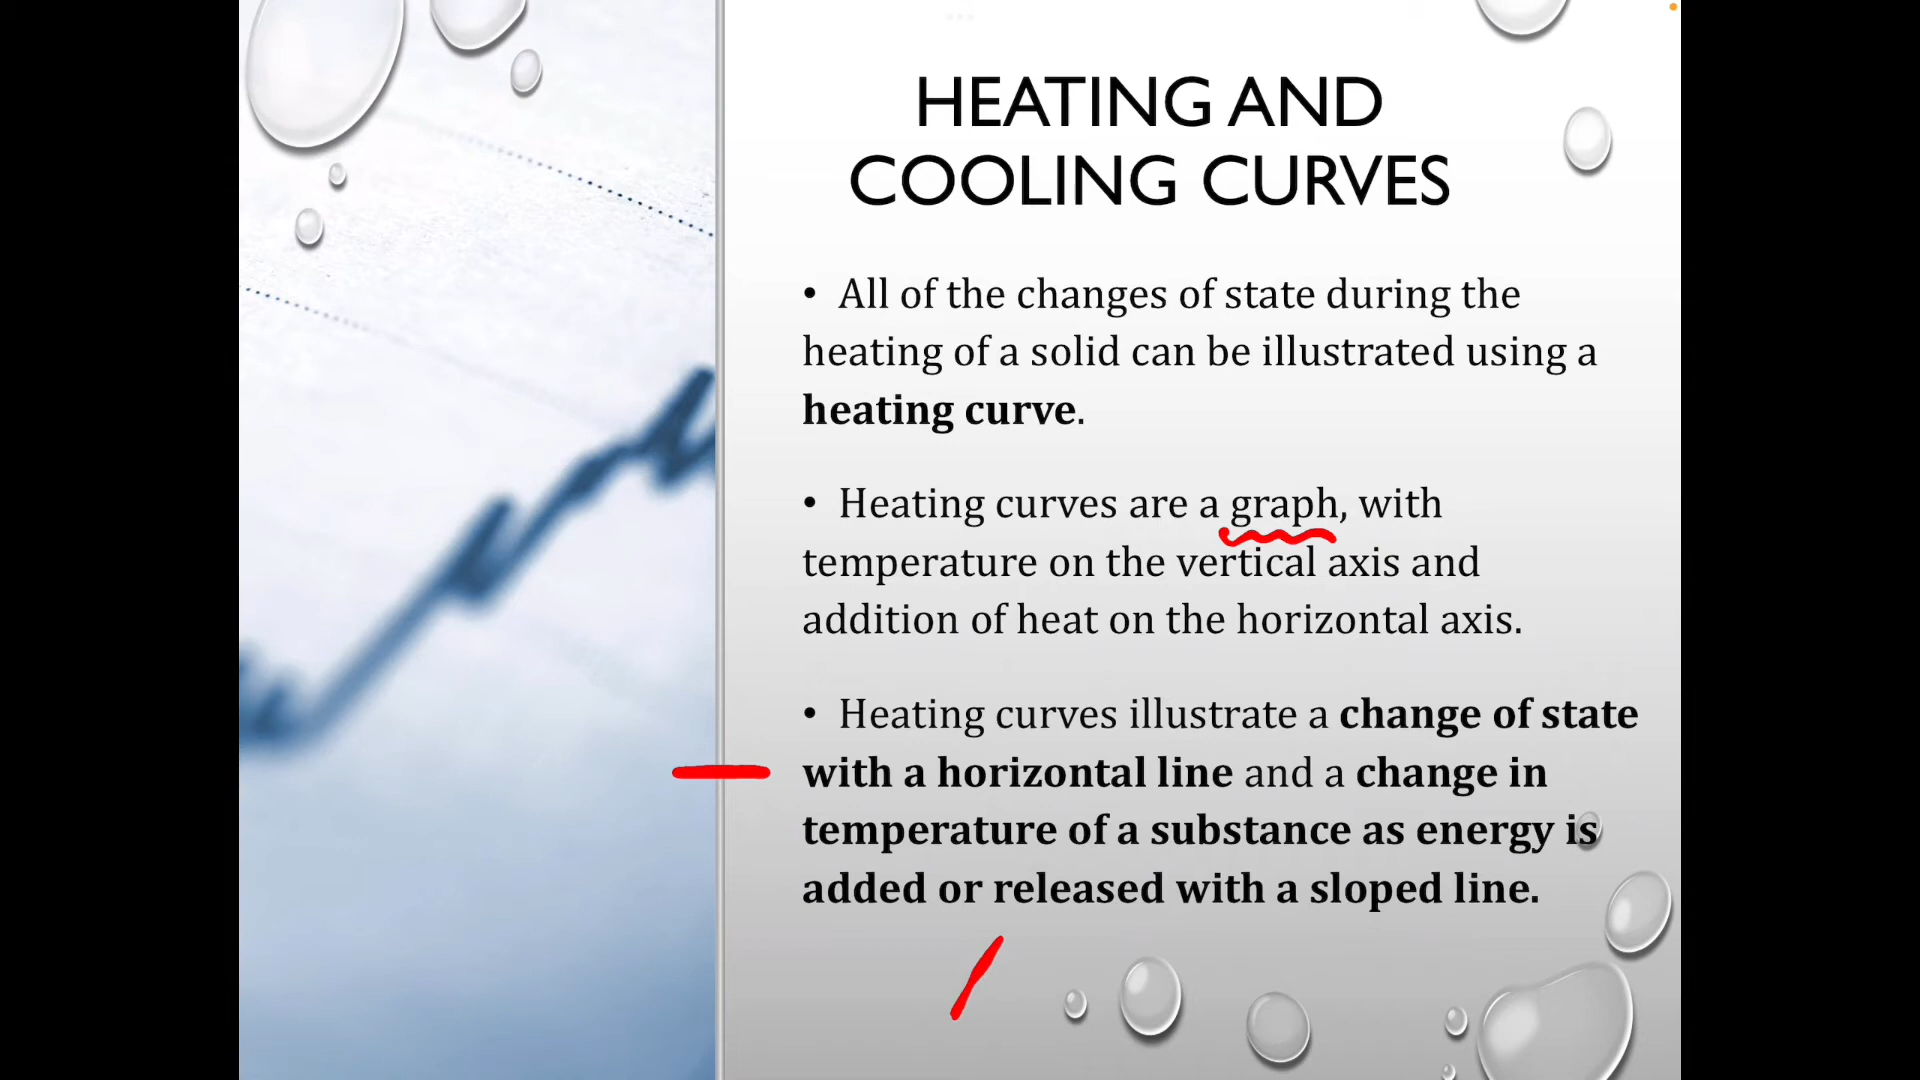 HEATING AND
COOLING CURVES
• All of the changes of state during the
heating of a solid can be illustrated using a
heating curve.
• Heating curves are a graph, with
temperature on the vertical axis and
addition of heat on the horizontal axis.
• Heating curves illustrate a change of state
with a horizontal line and a change in
temperature of a substance as energy is
added or released with a sloped line.